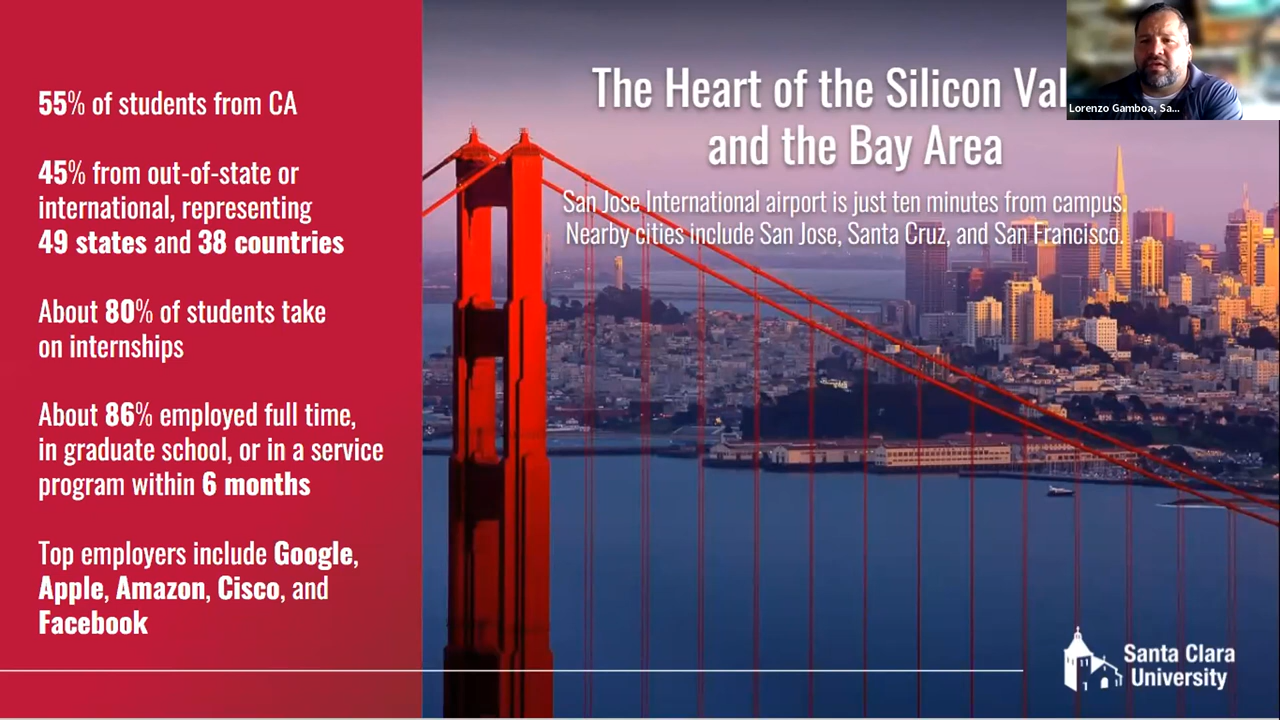 55% of students from CA
45% from out-of-state or
international, representing
49 states and 38 countries
About 80% of students take
on internships
About 86% employed full time,
in graduate school, or in a service
program within 6 months
Top employers include Google,
Apple, Amazon, Cisco, and
Facebook
The Heart of the Silicon Val
and the Bay Area
San Jose International airport is just ten minutes from campus.
Nearby cities include San Jose, Santa Cruz, and San Francisco.
Lorenzo Gamboa, Sa...
Santa Clara
University